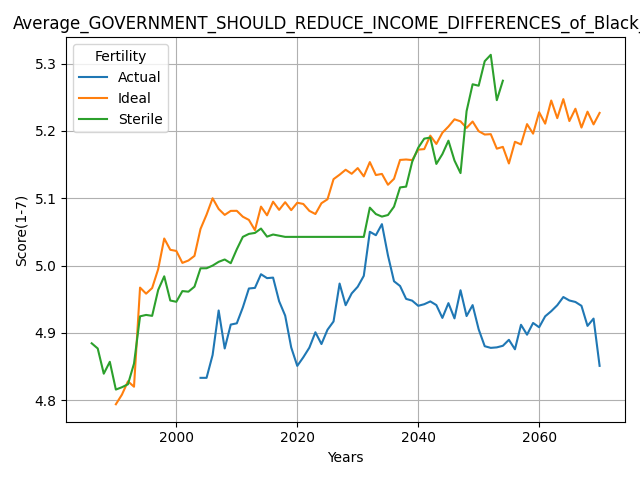 Average_GOVERNMENT_SHOULD_REDUCE_INCOME_DIFFERENCES_of_Black_
Fertility
Actual
Ideal
Sterile
5.3
5.2
5.1
5.0
4.9
4.8
Score(1-7)
2000
2020
2040
2060
Years